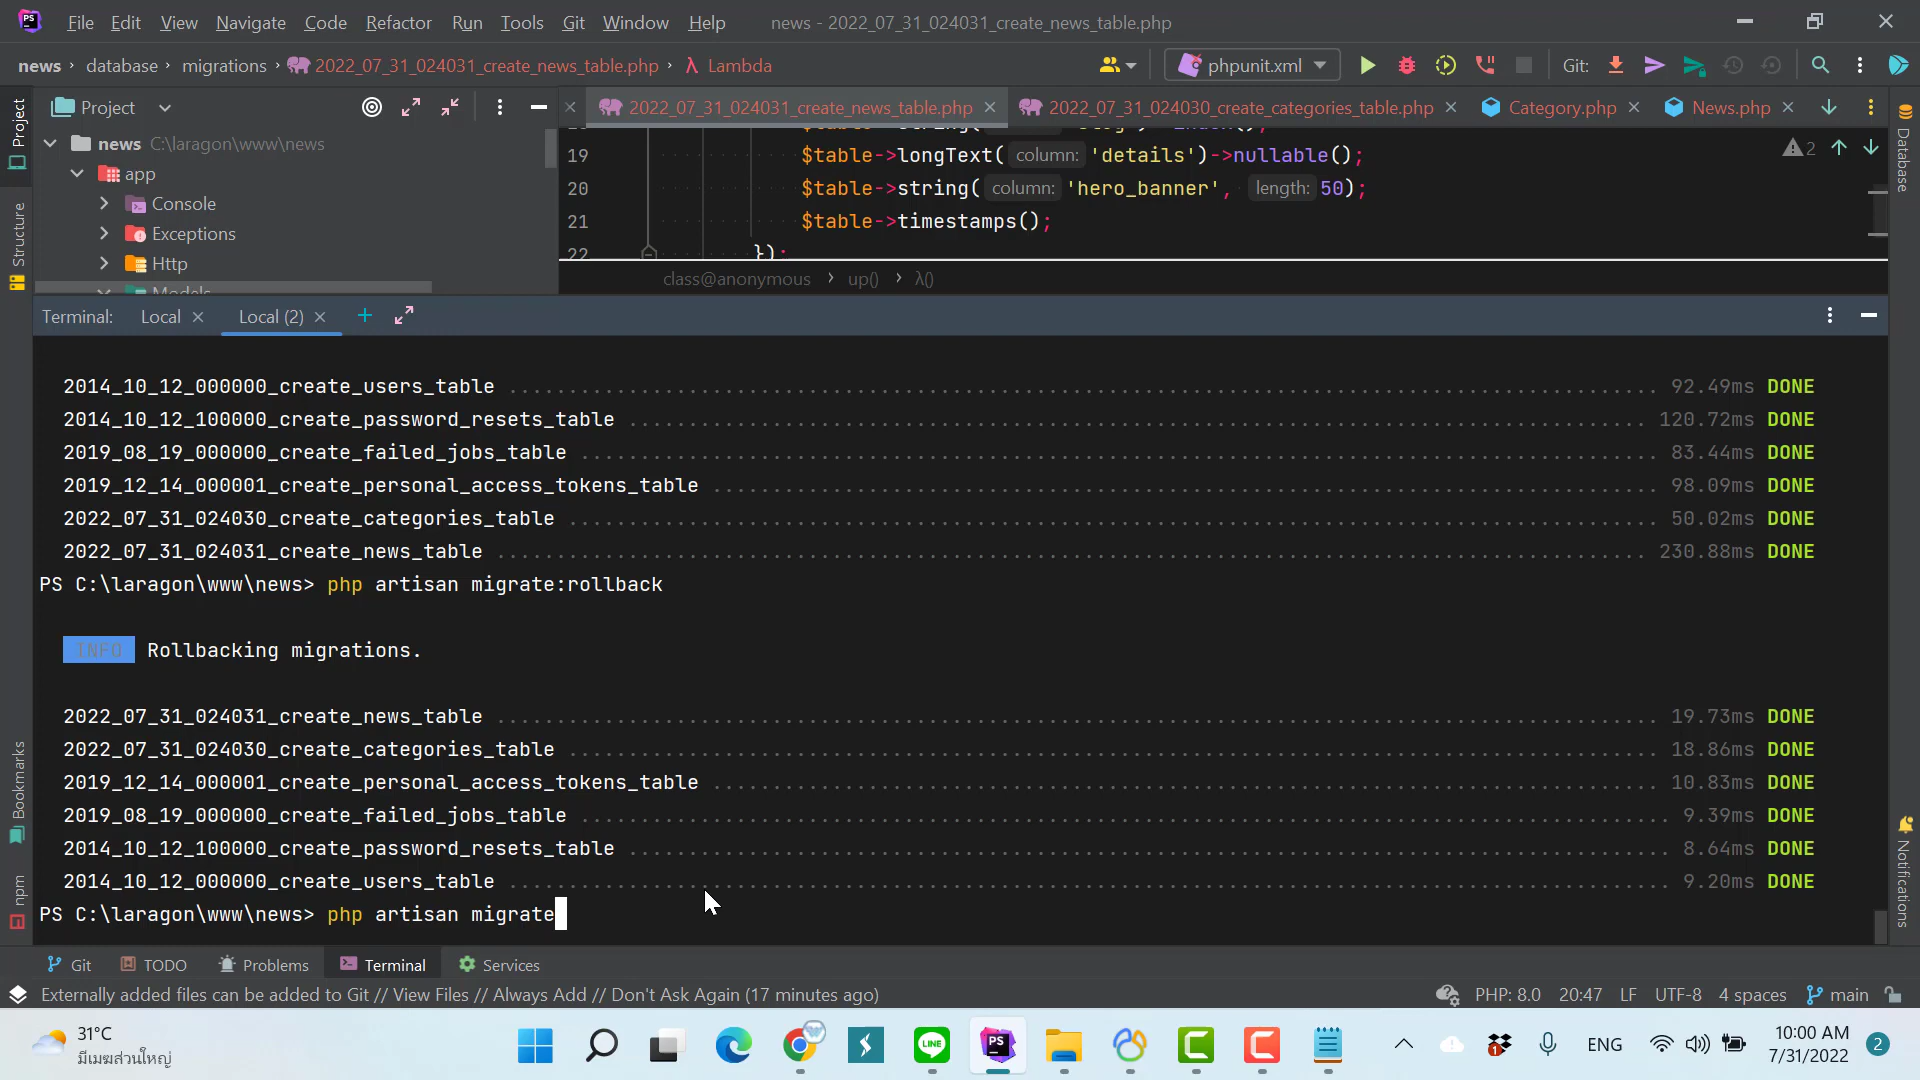 PS File Edit View Navigate Code Refactor Run Tools Git Window Help news - 2022_07_31_024031_create_news_table.php
news › database › migrations › 2022_07_31_024031_create_news_table.php › λ Lambda phpunit.xml Git:
Project
2022_07_31_024031_create_news_table.php 2022_07_31_024030_create_categories_table.php Category.php News.php
news C:\laragon\www\news
app
Console
Exceptions
Http
Models
19 $table->longText( column: 'details')->nullable();
20 $table->string( column: 'hero_banner', length: 50);
21 $table->timestamps();
22 });
2
class@anonymous › up() › λ()
Project
Structure
Bookmarks
npm
Database
Notifications
Terminal: Local Local (2)
2014_10_12_000000_create_users_table 92.49ms DONE
2014_10_12_100000_create_password_resets_table 120.72ms DONE
2019_08_19_000000_create_failed_jobs_table 83.44ms DONE
2019_12_14_000001_create_personal_access_tokens_table 98.09ms DONE
2022_07_31_024030_create_categories_table 50.02ms DONE
2022_07_31_024031_create_news_table 230.88ms DONE
PS C:\laragon\www\news> php artisan migrate:rollback
INFO Rollbacking migrations.
2022_07_31_024031_create_news_table 19.73ms DONE
2022_07_31_024030_create_categories_table 18.86ms DONE
2019_12_14_000001_create_personal_access_tokens_table 10.83ms DONE
2019_08_19_000000_create_failed_jobs_table 9.39ms DONE
2014_10_12_100000_create_password_resets_table 8.64ms DONE
2014_10_12_000000_create_users_table 9.20ms DONE
PS C:\laragon\www\news> php artisan migrate
Git TODO Problems Terminal Services
Externally added files can be added to Git // View Files // Always Add // Don't Ask Again (17 minutes ago) PHP: 8.0 20:47 LF UTF-8 4 spaces main
31°C
มีเมฆส่วนใหญ่
LINE
PS
1
ENG
10:00 AM
7/31/2022
2